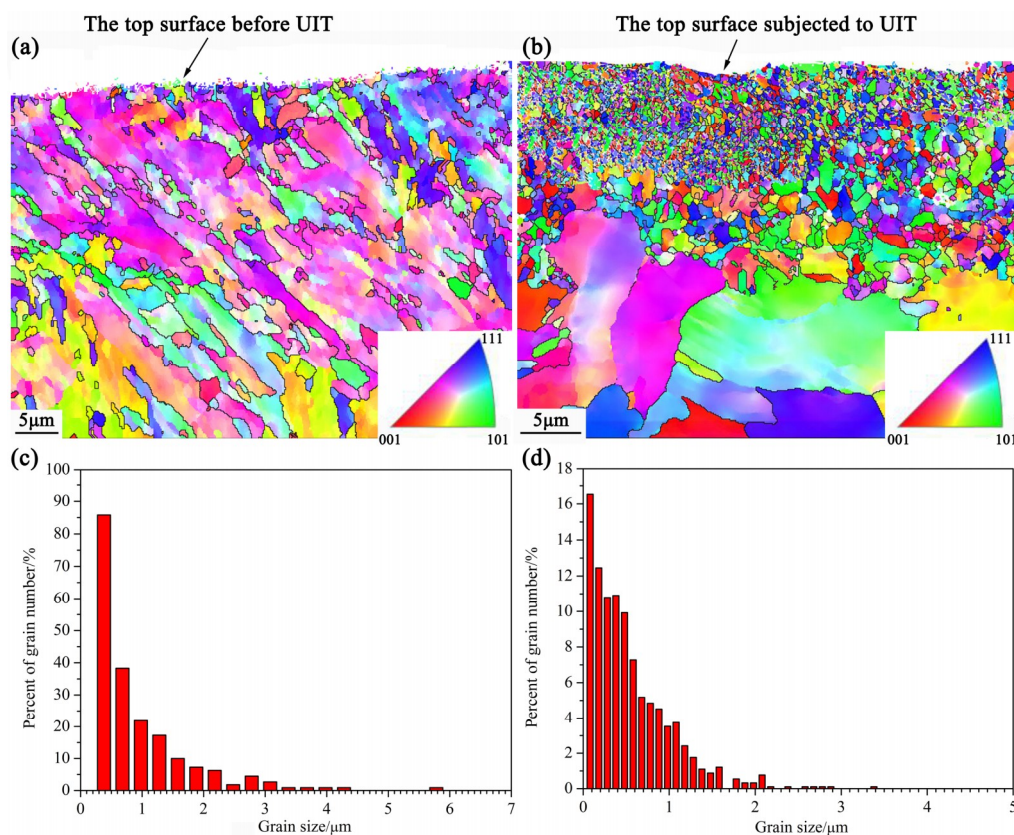 The top surface before UIT
The top surface subjected to UIT
(a)
(b)
111
001
101
5μm
111
001
101
5μm
(c)
(d)
Percent of grain number/%
100
90
80
70
60
50
40
30
20
10
0
0 1 2 3 4 5 6 7
Grain size/μm
Percent of grain number/%
18
16
14
12
10
8
6
4
2
0
0 1 2 3 4 5
Grain size/μm